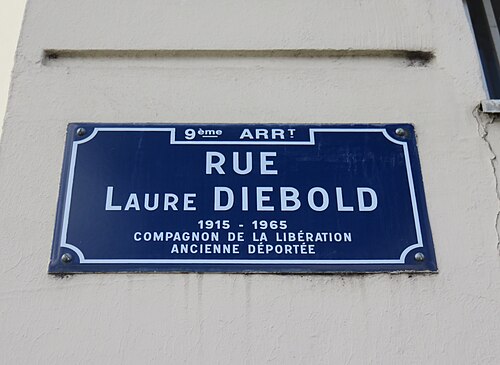 9ème ARRT
RUE
LAURE DIEBOLD
1915 - 1965
COMPAGNON DE LA LIBÉRATION
ANCIENNE DÉPORTÉE